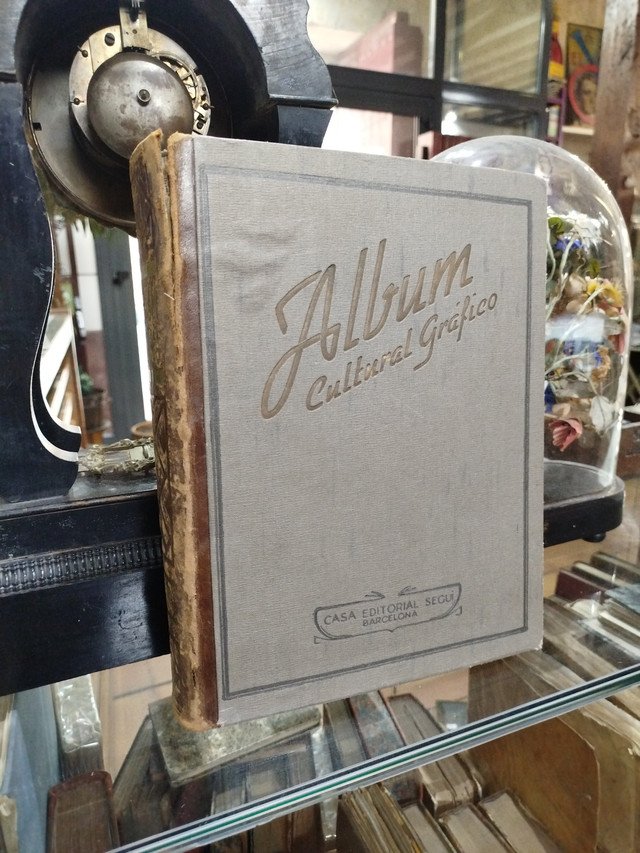 Album
Cultural Gráfico
CASA EDITORIAL SEGUÍ
BARCELONA